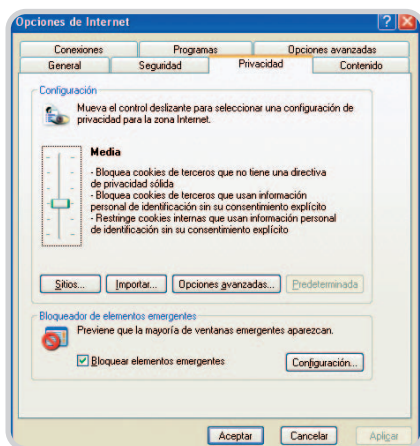 Opciones de Internet
Conexiones Programas Opciones avanzadas
General Seguridad Privacidad Contenido
Configuración
Mueva el control deslizante para seleccionar una configuración de
privacidad para la zona Internet.
Media
- Bloquea cookies de terceros que no tiene una directiva
de privacidad sólida
- Bloquea cookies de terceros que usan información
personal de identificación sin su consentimiento explícito
- Restringe cookies internas que usan información personal
de identificación sin su consentimiento explícito
Sitios... Importar... Opciones avanzadas... Predeterminada
Bloqueador de elementos emergentes
Previene que la mayoría de ventanas emergentes aparezcan.
Bloquear elementos emergentes Configuración...
Aceptar Cancelar Aplicar